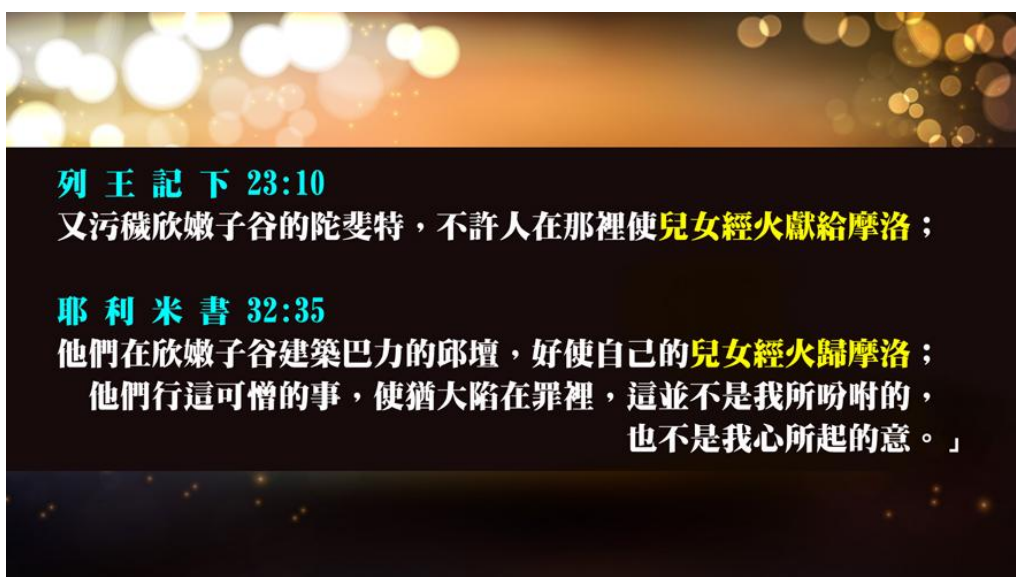 列王記下 23:10
又污穢欣嫩子谷的陀斐特，不許人在那裡使兒女經火獻給摩洛；
耶利米書 32:35
他們在欣嫩子谷建築巴力的邱壇，好使自己的兒女經火歸摩洛；
他們行這可憎的事，使猶大陷在罪裡，這並不是我所吩咐的，
也不是我心所起的意。」